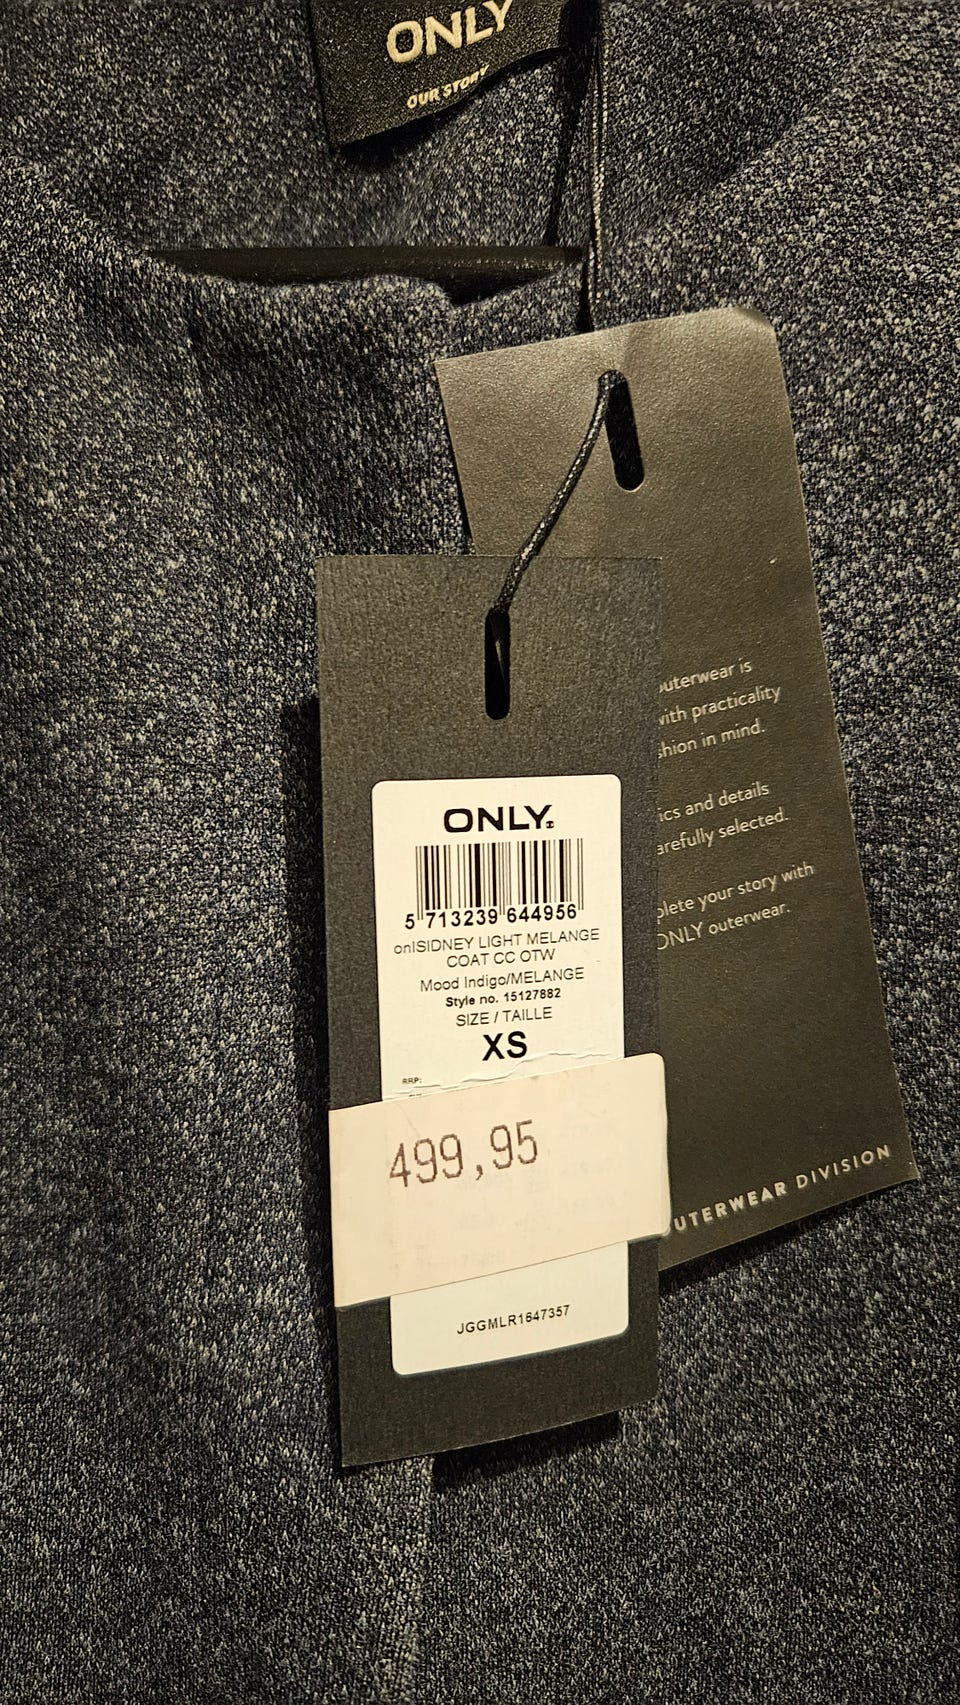 ONLY
OUR STORY
outerwear is
with practicality
shion in mind.
ics and details
arefully selected.
plete your story with
ONLY outerwear.
UTERWEAR DIVISION
ONLY.
5 713239 644956
onlSIDNEY LIGHT MELANGE
COAT CC OTW
Mood Indigo/MELANGE
Style no. 15127882
SIZE / TAILLE
XS
RRP:
499,95
JGGMLR1647357